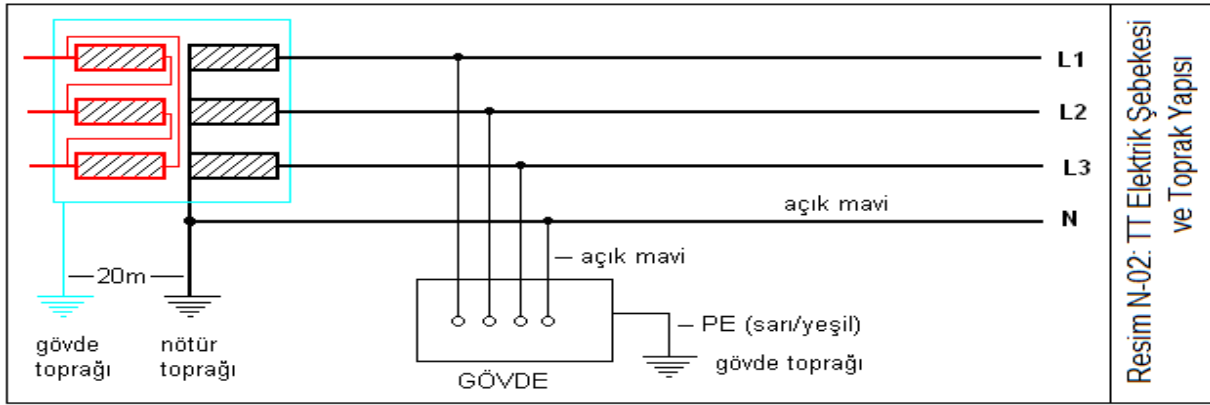 L1
L2
L3
açık mavi
N
açık mavi
20m
PE (sarı/yeşil)
gövde toprağı
GÖVDE
gövde
toprağı
nötür
toprağı
Resim N-02: TT Elektrik Şebekesi
ve Toprak Yapısı